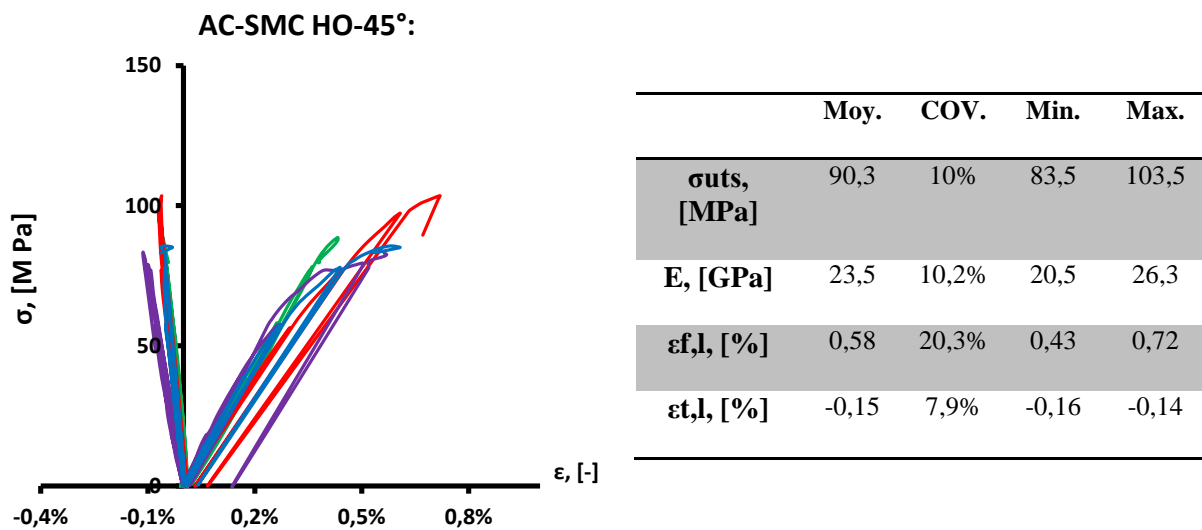 AC-SMC HO-45°:
150
100
50
0
σ, [M Pa]
ε, [-]
-0,4% -0,1% 0,2% 0,5% 0,8%
Moy. COV. Min. Max.
σuts, [MPa] 90,3 10% 83,5 103,5
E, [GPa] 23,5 10,2% 20,5 26,3
εf,l, [%] 0,58 20,3% 0,43 0,72
εt,l, [%] -0,15 7,9% -0,16 -0,14